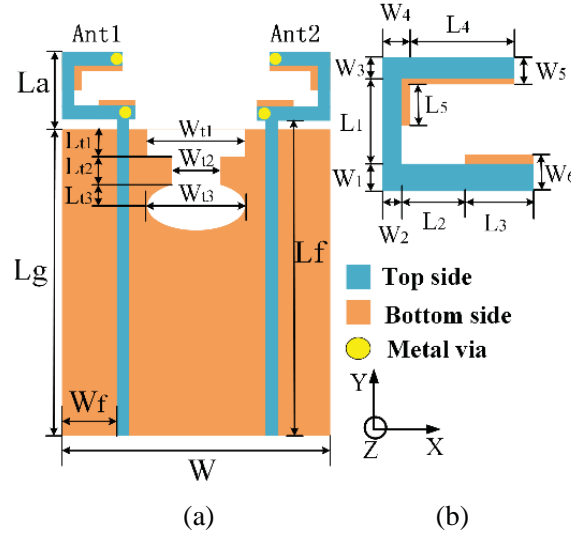 Ant1
Ant2
La
Lt1
Lt2
Lt3
Wt1
Wt2
Wt3
Lg
Lf
Wf
W
(a)
W4
L4
W3
W5
L1
L5
W1
W6
W2
L2
L3
Top side
Bottom side
Metal via
Y
Z
X
(b)